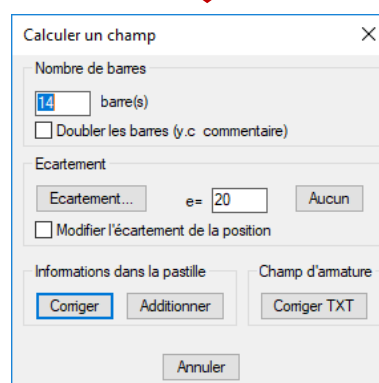 Calculer un champ
Nombre de barres
14 barre(s)
Doubler les barres (y.c commentaire)
Ecartement
Ecartement... e= 20 Aucun
Modifier l'écartement de la position
Informations dans la pastille Champ d'armature
Corriger Additionner Corriger TXT
Annuler